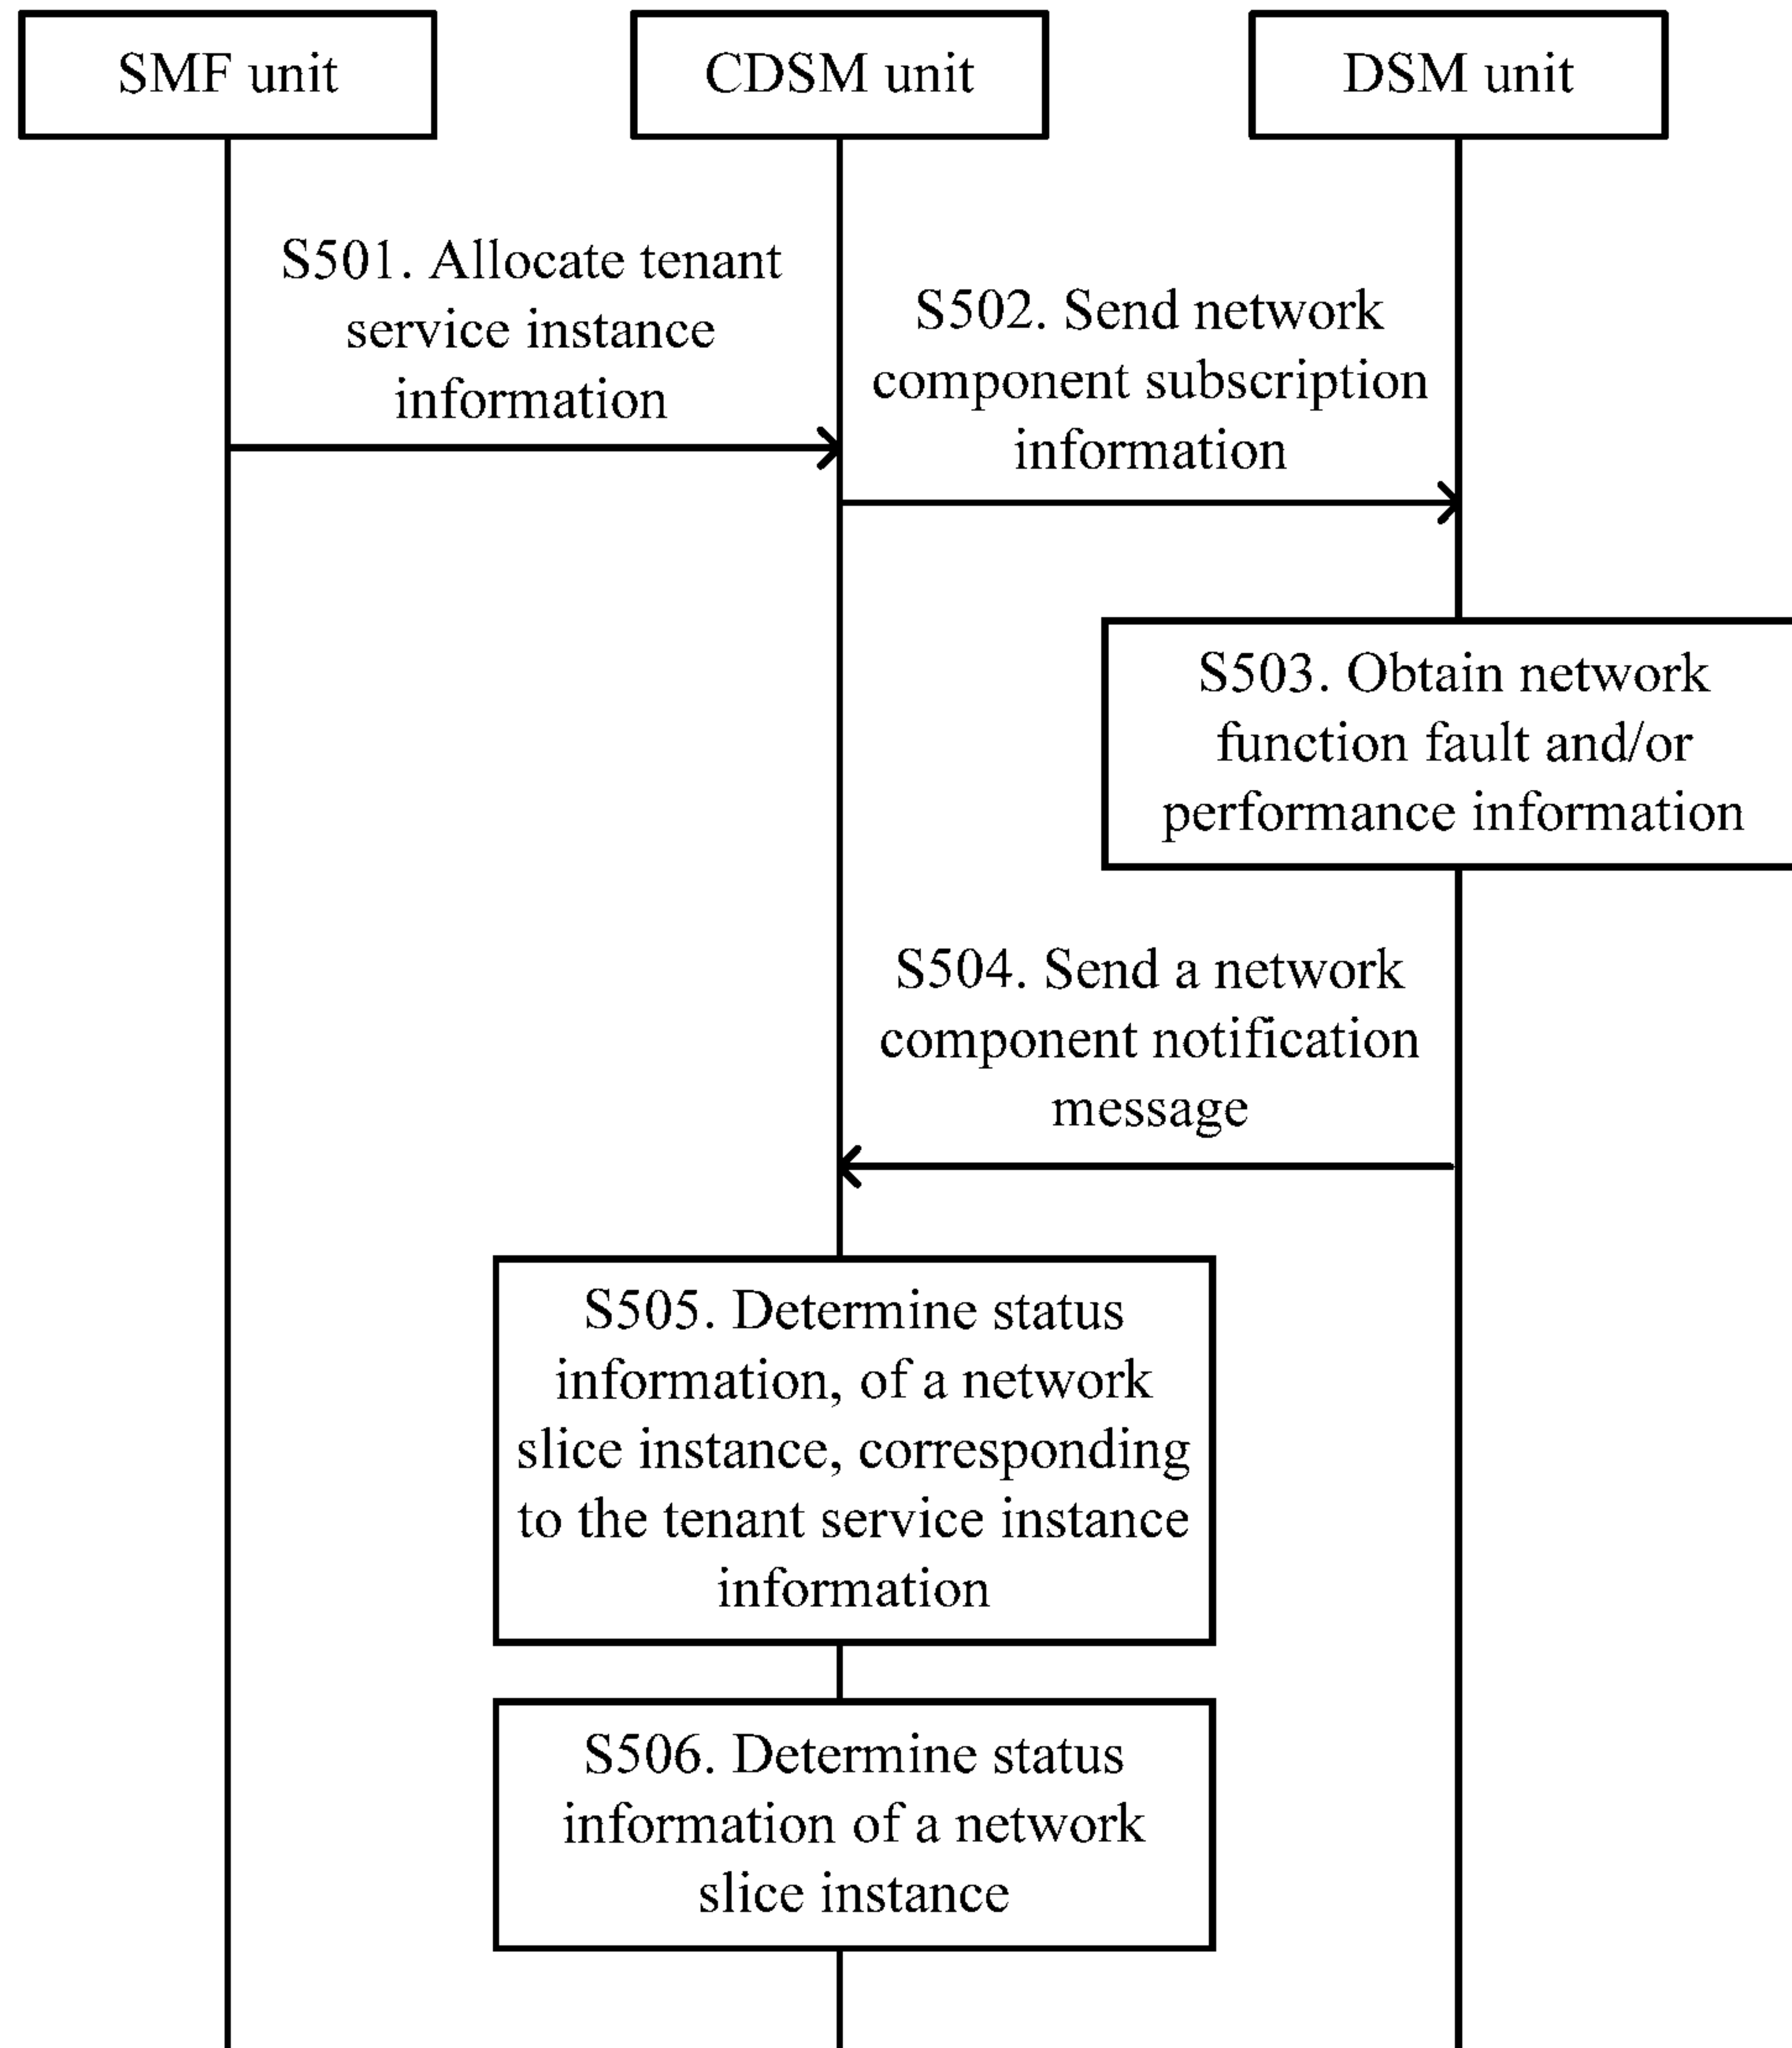 SMF unit
CDSM unit
DSM unit
S501. Allocate tenant
service instance
information
S502. Send network
component subscription
information
S503. Obtain network
function fault and/or
performance information
S504. Send a network
component notification
message
S505. Determine status
information, of a network
slice instance, corresponding
to the tenant service instance
information
S506. Determine status
information of a network
slice instance